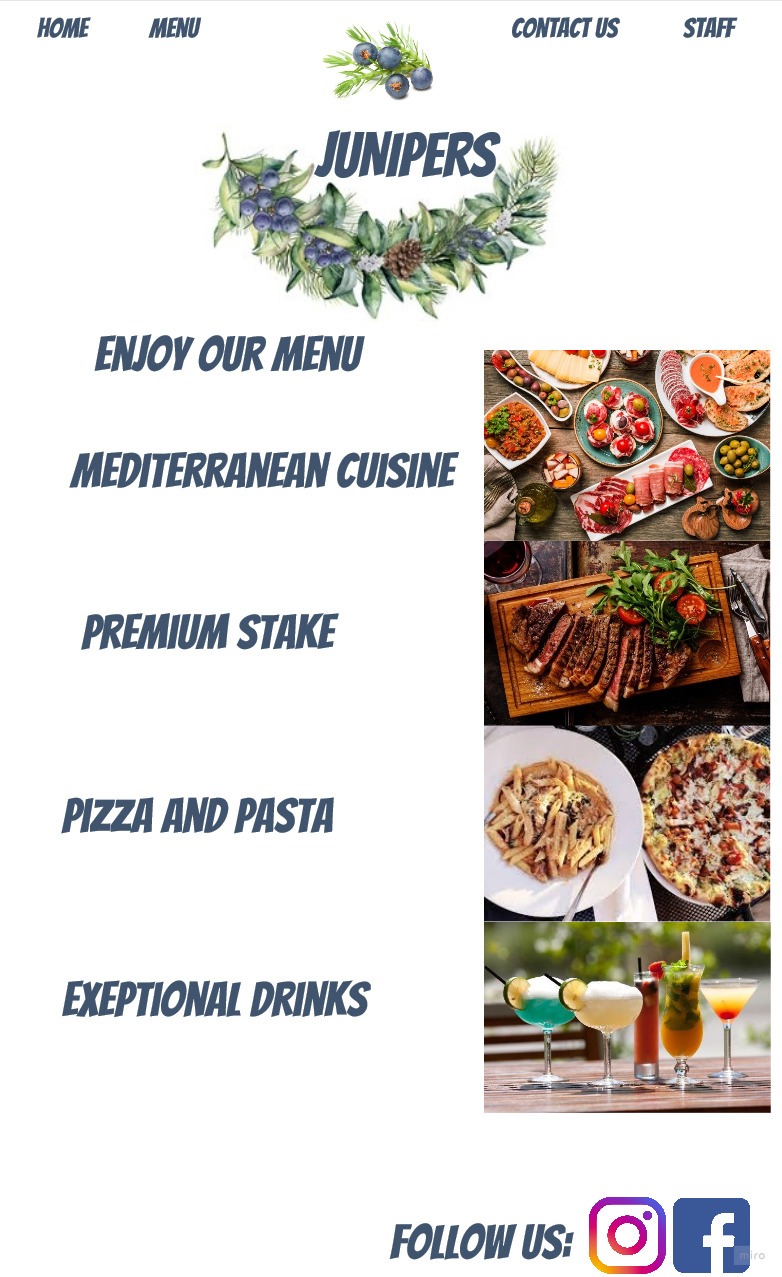 HOME MENU CONTACT US STAFF
JUNIPERS
ENJOY OUR MENU
MEDITERRANEAN CUISINE
PREMIUM STAKE
PIZZA AND PASTA
EXEPTIONAL DRINKS
FOLLOW US:
miro